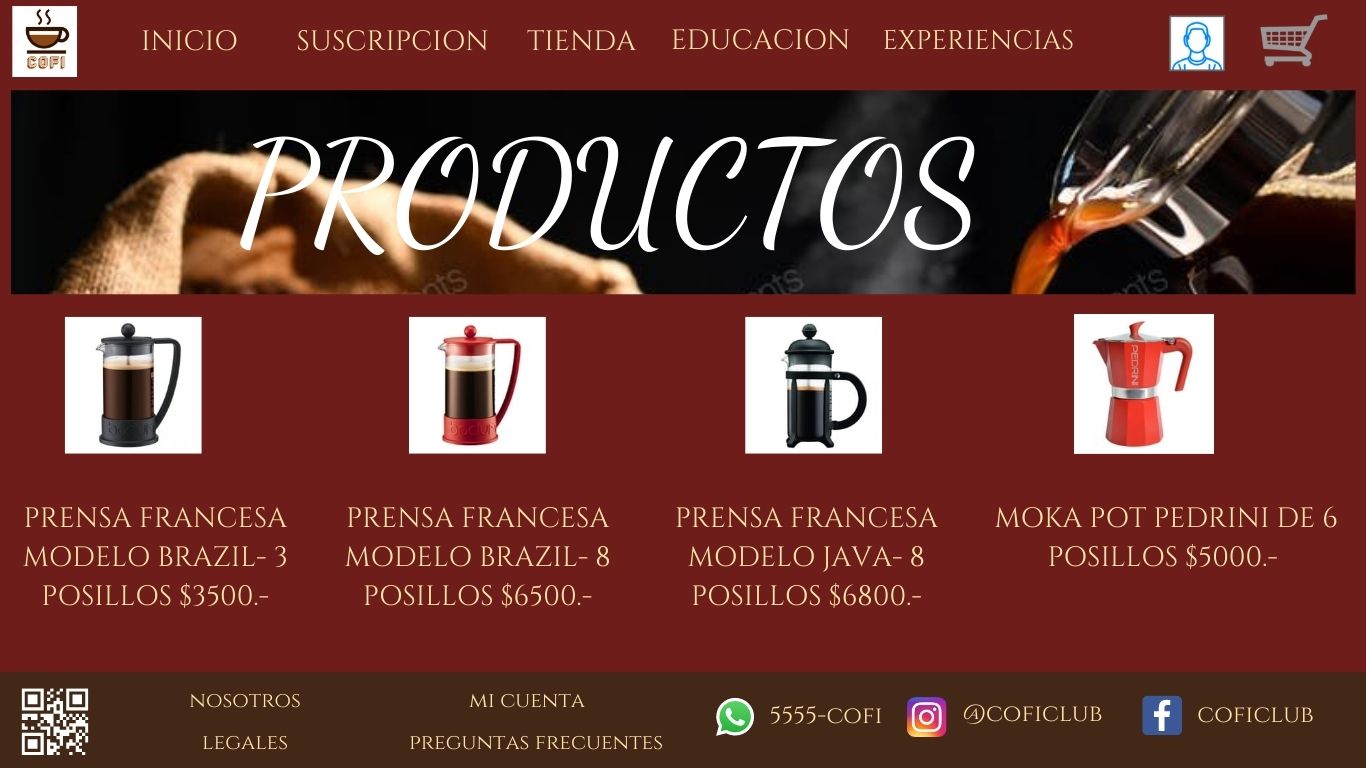 COFI
INICIO
SUSCRIPCION
TIENDA
EDUCACION
EXPERIENCIAS
PRODUCTOS
bodum
PEDRINI
PRENSA FRANCESA
MODELO BRAZIL- 3
POSILLOS $3500.-
PRENSA FRANCESA
MODELO BRAZIL- 8
POSILLOS $6500.-
PRENSA FRANCESA
MODELO JAVA- 8
POSILLOS $6800.-
MOKA POT PEDRINI DE 6
POSILLOS $5000.-
NOSOTROS
LEGALES
MI CUENTA
PREGUNTAS FRECUENTES
5555-COFI
@COFICLUB
COFICLUB